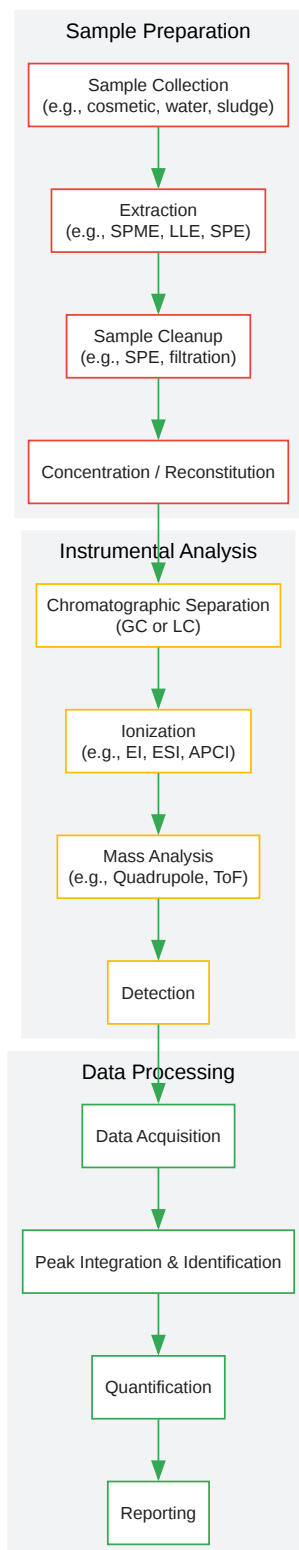 Sample Preparation
Sample Collection
(e.g., cosmetic, water, sludge)
Extraction
(e.g., SPME, LLE, SPE)
Sample Cleanup
(e.g., SPE, filtration)
Concentration / Reconstitution
Instrumental Analysis
Chromatographic Separation
(GC or LC)
Ionization
(e.g., EI, ESI, APCI)
Mass Analysis
(e.g., Quadrupole, ToF)
Detection
Data Processing
Data Acquisition
Peak Integration & Identification
Quantification
Reporting